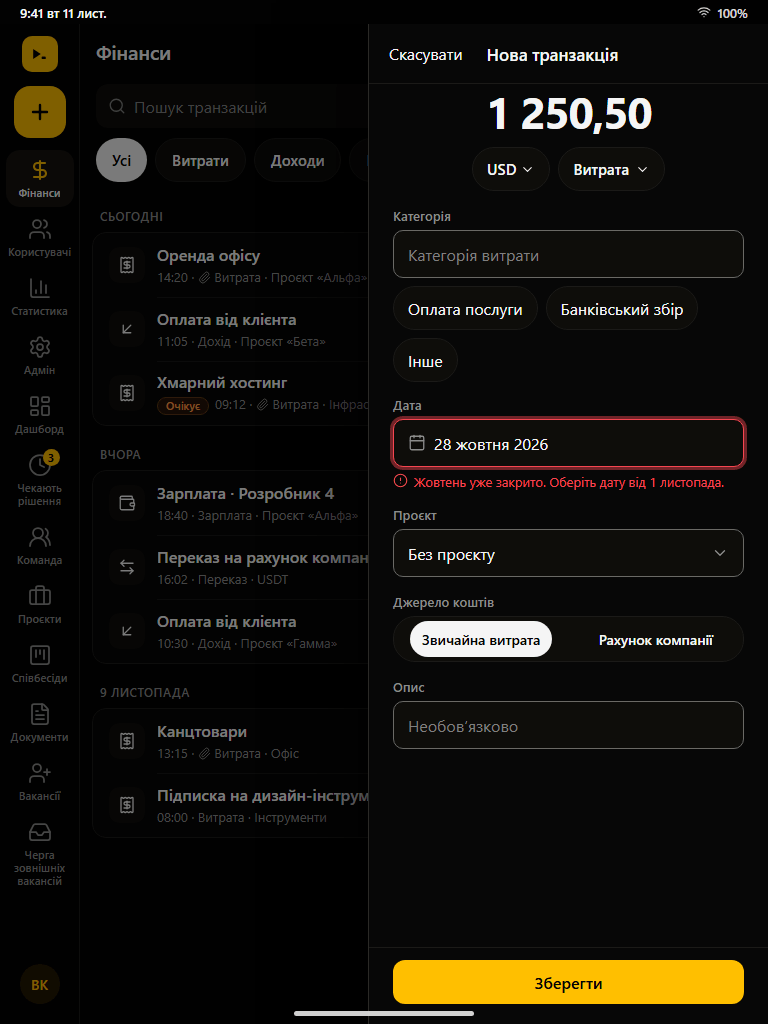 9:41 вт 11 лист.
100%
Фінанси
Користувачі
Статистика
Адмін
Дашборд
3
Чекають
рішення
Команда
Проєкти
Співбесіди
Документи
Вакансії
Черга
зовнішніх
вакансій
ВК
Фінанси
Пошук транзакцій
Усі
Витрати
Доходи
СЬОГОДНІ
Оренда офісу
14:20 · Витрата · Проєкт «Альфа»
Оплата від клієнта
11:05 · Дохід · Проєкт «Бета»
Хмарний хостинг
Очікує 09:12 · Витрата · Інфрас
ВЧОРА
Зарплата · Розробник 4
18:40 · Зарплата · Проєкт «Альфа»
Переказ на рахунок компан
16:02 · Переказ · USDT
Оплата від клієнта
10:30 · Дохід · Проєкт «Гамма»
9 ЛИСТОПАДА
Канцтовари
13:15 · Витрата · Офіс
Підписка на дизайн-інструм
08:00 · Витрата · Інструменти
Скасувати
Нова транзакція
1 250,50
USD
Витрата
Категорія
Категорія витрати
Оплата послуги
Банківський збір
Інше
Дата
28 жовтня 2026
Жовтень уже закрито. Оберіть дату від 1 листопада.
Проєкт
Без проєкту
Джерело коштів
Звичайна витрата
Рахунок компанії
Опис
Необов’язково
Зберегти